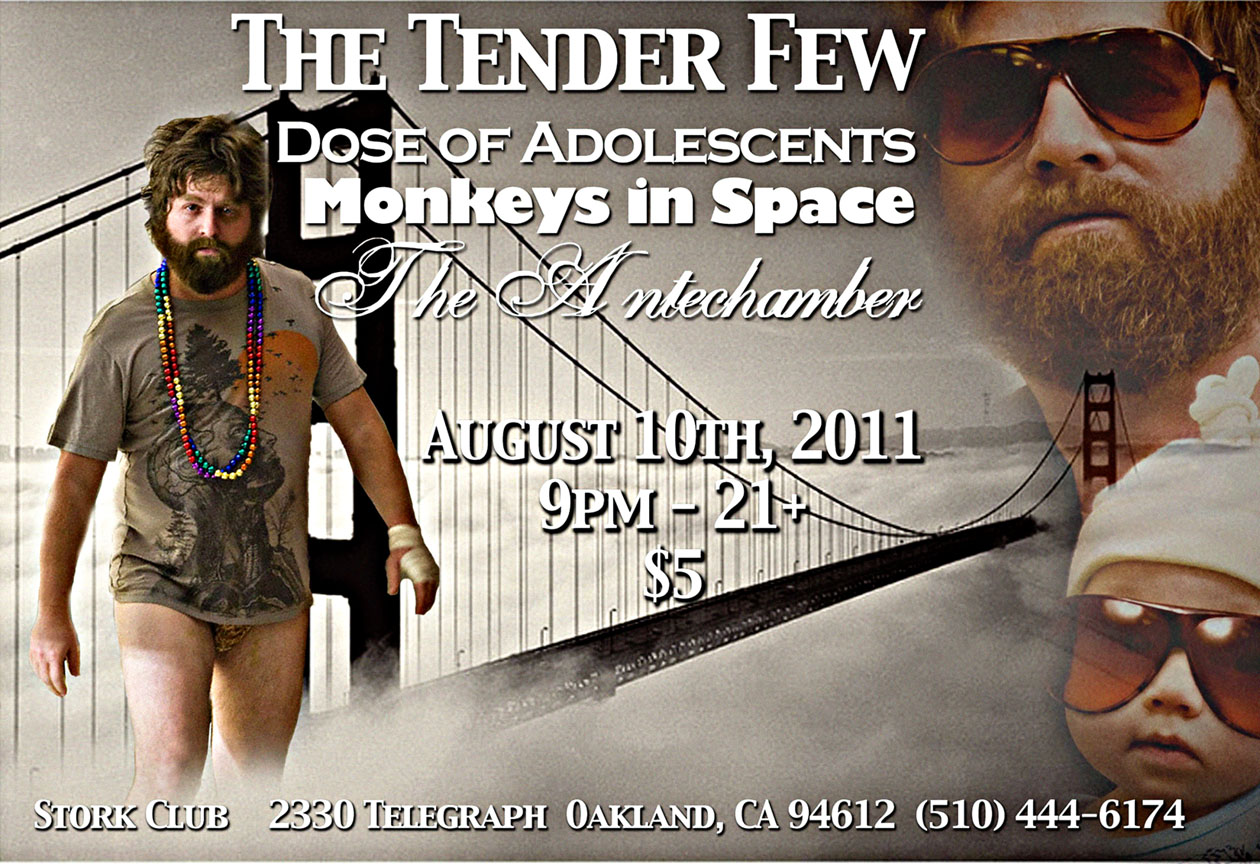 The Tender Few
Dose of Adolescents
Monkeys in Space
The Antechamber
August 10th, 2011
9pm - 21+
$5
Stork Club 2330 Telegraph Oakland, CA 94612 (510) 444-6174